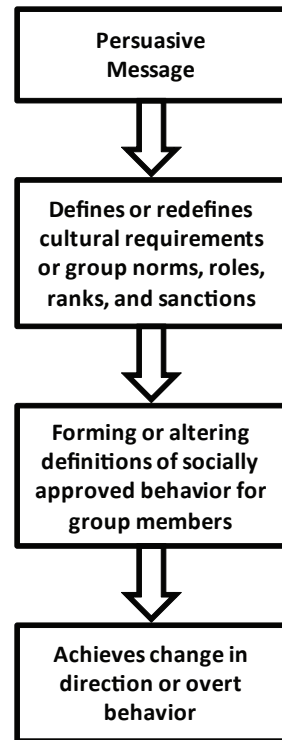 Persuasive
Message
Defines or redefines
cultural requirements
or group norms, roles,
ranks, and sanctions
Forming or altering
definitions of socially
approved behavior for
group members
Achieves change in
direction or overt
behavior